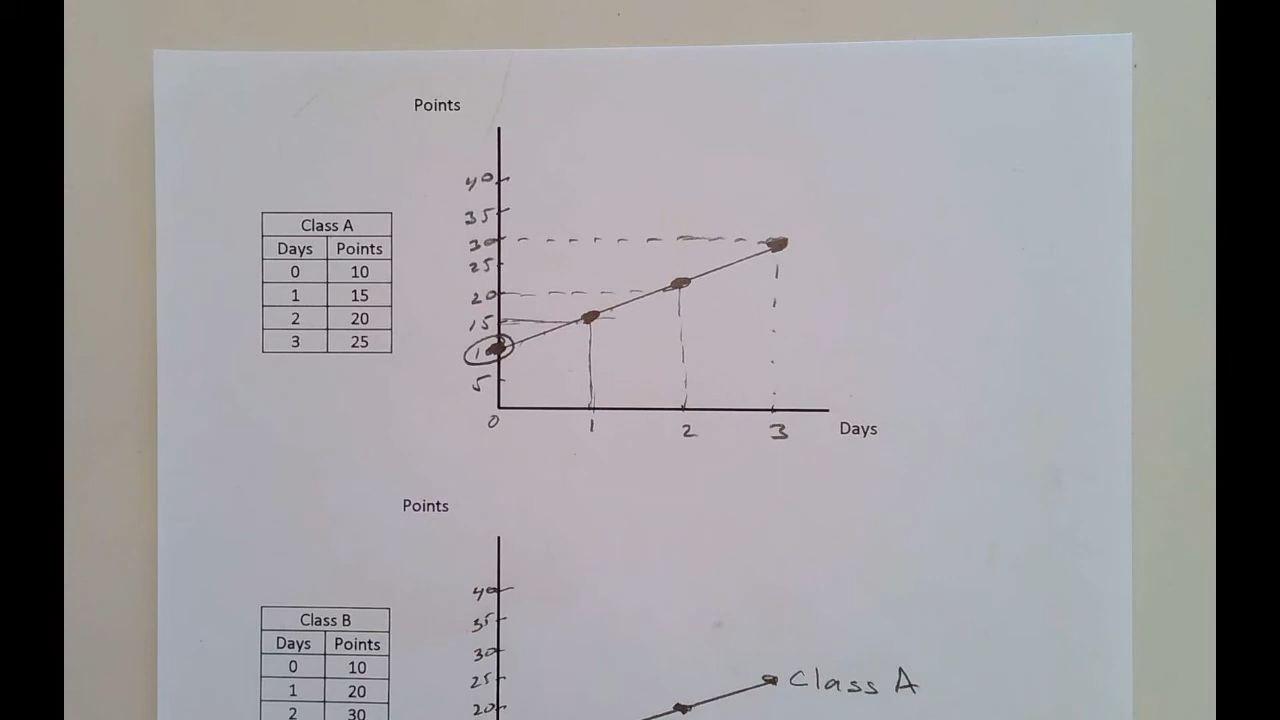 Points
40
35
30
25
20
15
5
0 1 2 3
Days
Class A
Days Points
0 10
1 15
2 20
3 25
Points
40
35
30
25
20
Class A
Class B
Days Points
0 10
1 20
2 30